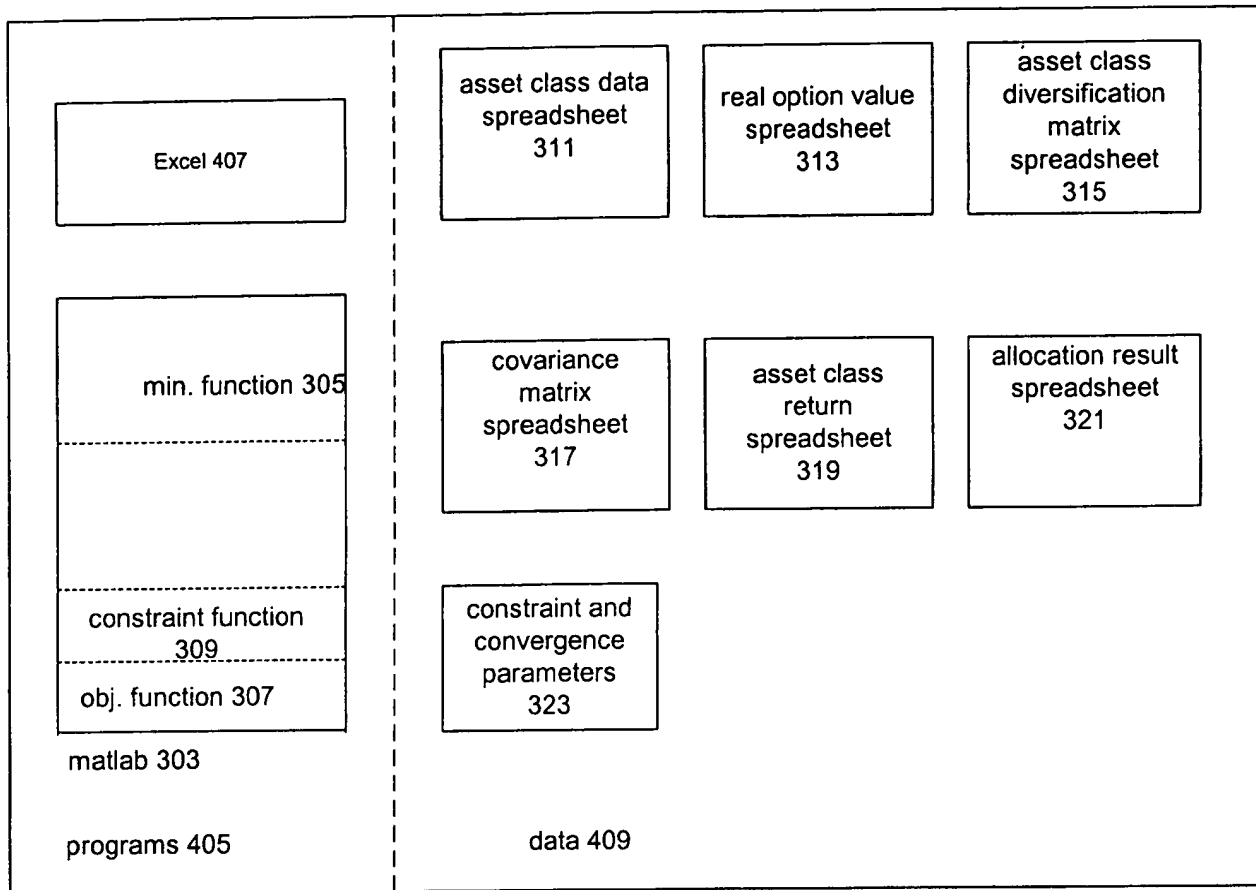 Excel 407
min. function 305
constraint function
309
obj. function 307
matlab 303
programs 405
asset class data
spreadsheet
311
real option value
spreadsheet
313
asset class
diversification
matrix
spreadsheet
315
covariance
matrix
spreadsheet
317
asset class
return
spreadsheet
319
allocation result
spreadsheet
321
constraint and
convergence
parameters
323
data 409